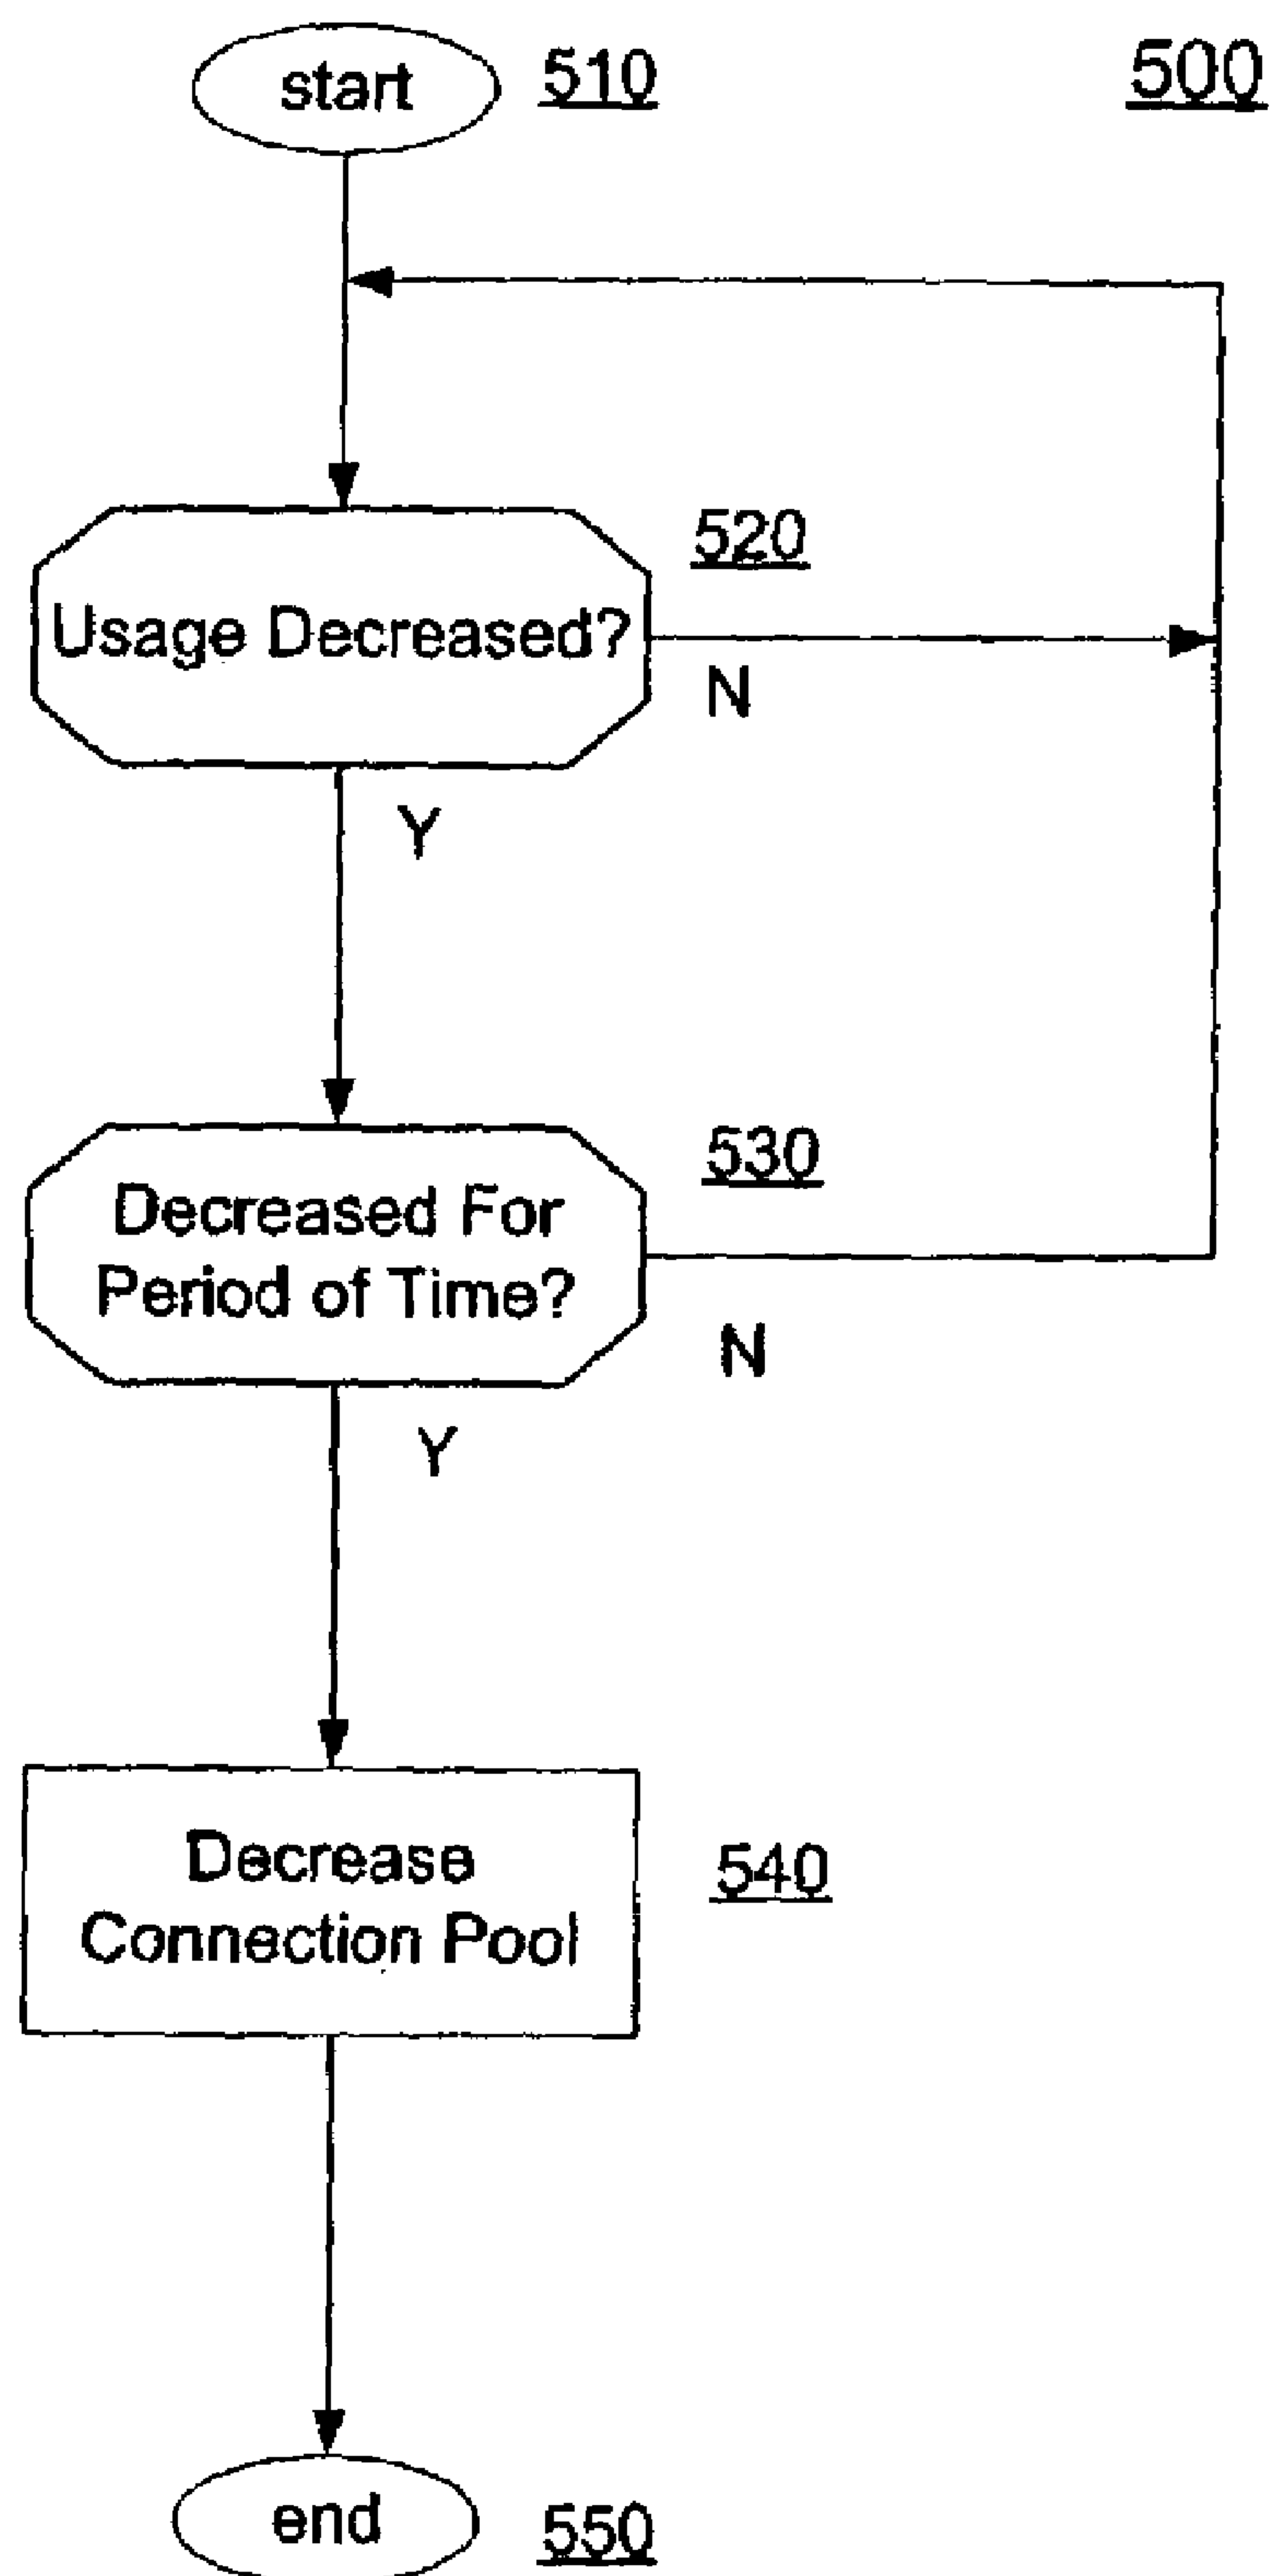 start 510 500
Usage Decreased? 520
N
Y
Decreased For 530
Period of Time?
N
Y
Decrease 540
Connection Pool
end 550